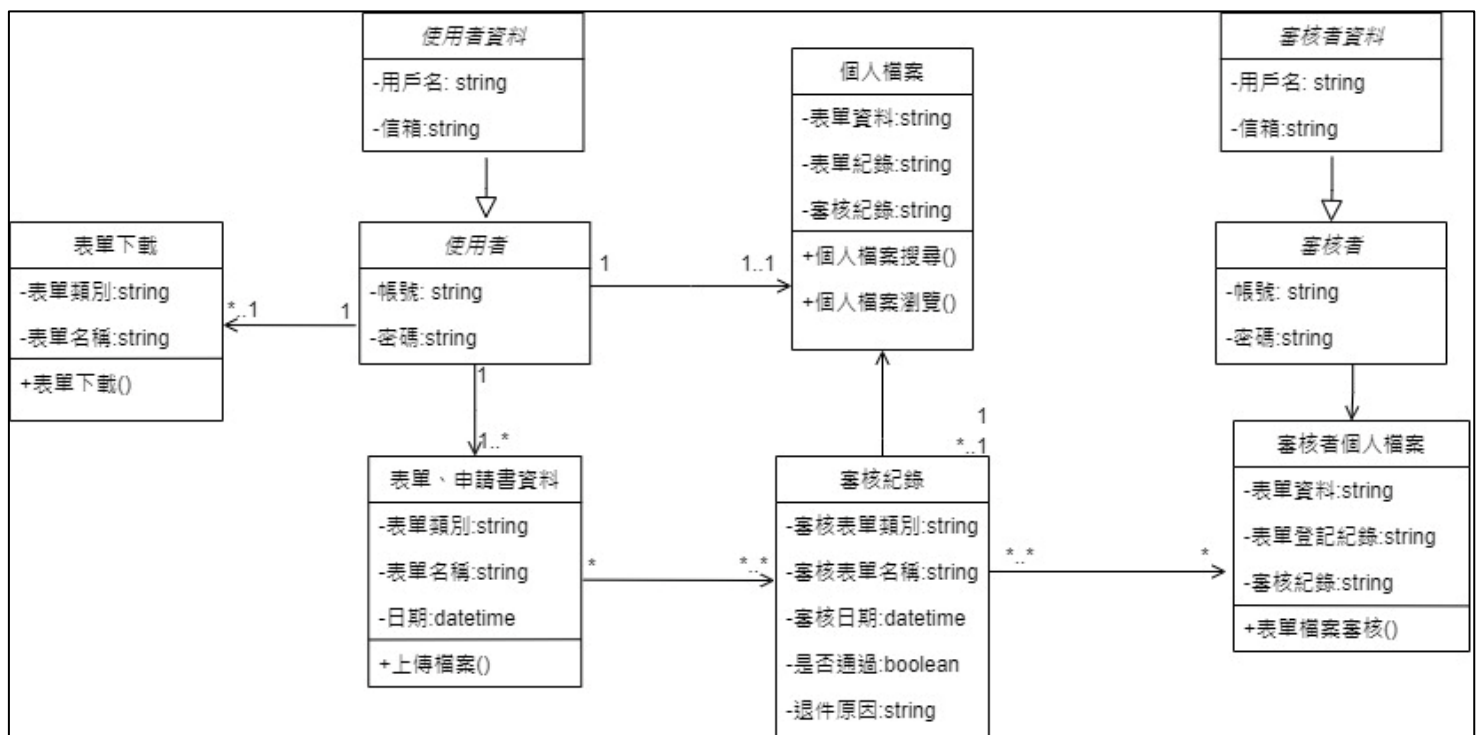 使用者資料
-用戶名: string
-信箱:string
個人檔案
-表單資料:string
-表單紀錄:string
-審核紀錄:string
+個人檔案搜尋()
+個人檔案瀏覽()
審核者資料
-用戶名: string
-信箱:string
表單下載
-表單類別:string
-表單名稱:string
+表單下載()
使用者
-帳號: string
-密碼:string
審核者
-帳號: string
-密碼:string
1
1..1
*..1
1
1
1..*
1
*..1
表單、申請書資料
-表單類別:string
-表單名稱:string
-日期:datetime
+上傳檔案()
*
*..*
審核紀錄
-審核表單類別:string
-審核表單名稱:string
-審核日期:datetime
-是否通過:boolean
-退件原因:string
*..*
*
審核者個人檔案
-表單資料:string
-表單登記紀錄:string
-審核紀錄:string
+表單檔案審核()